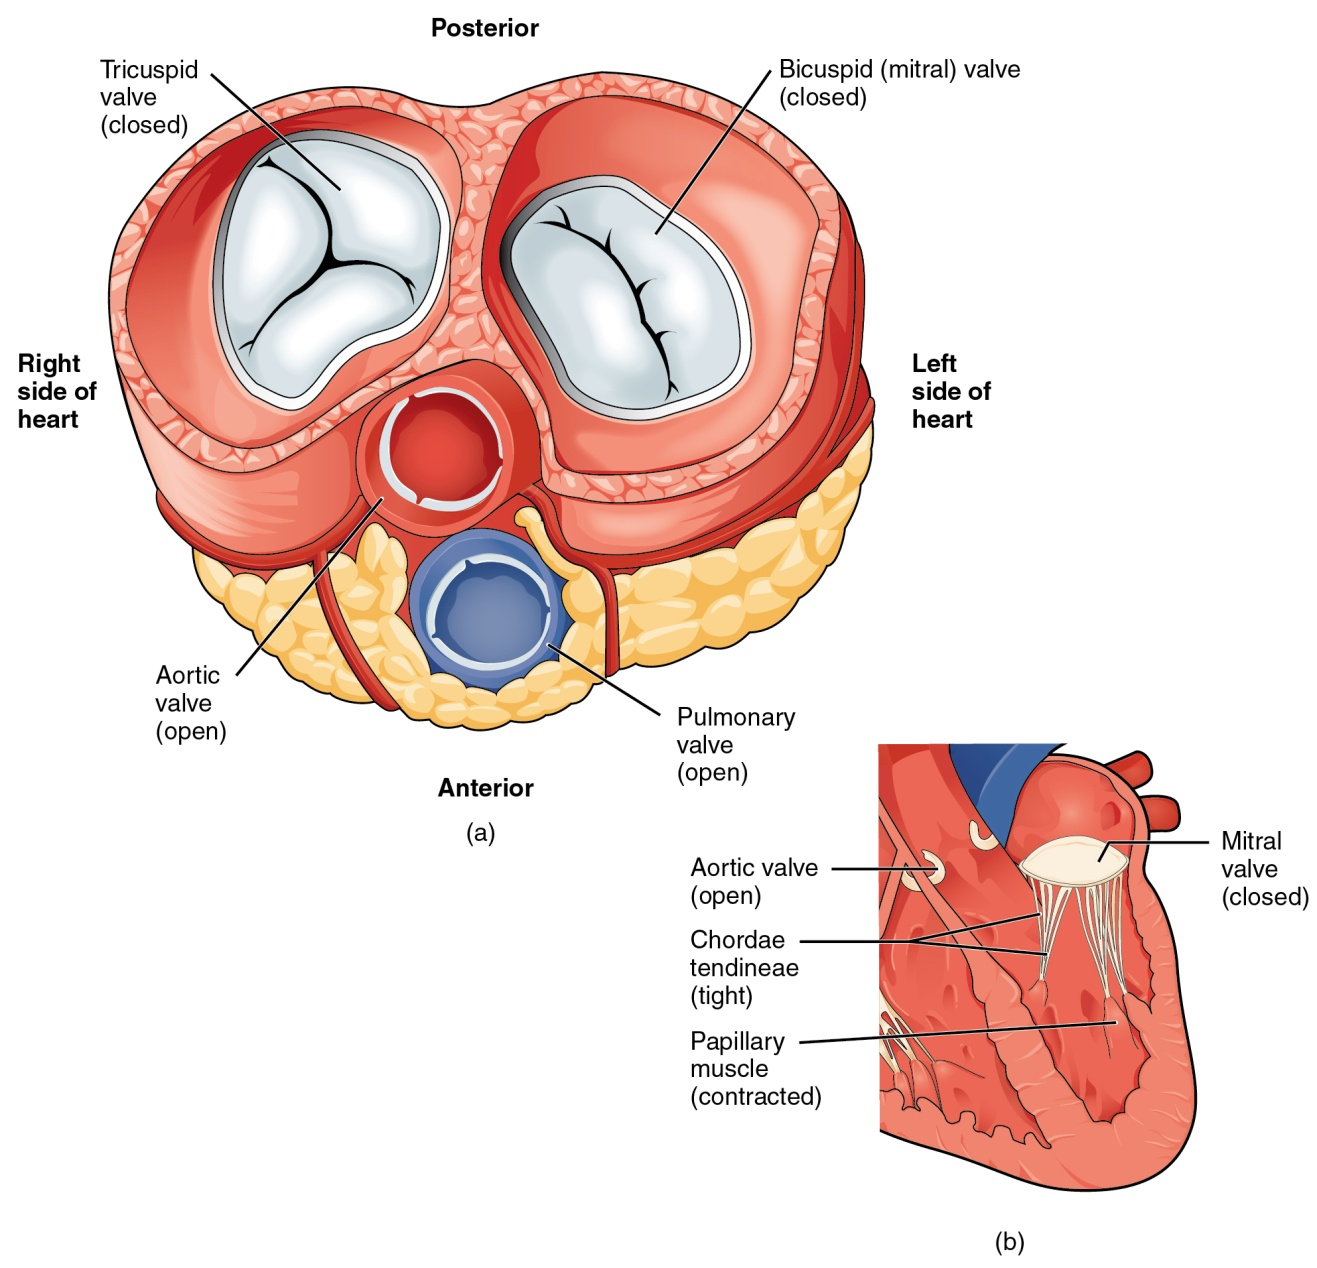 Posterior
Tricuspid
valve
(closed)
Bicuspid (mitral) valve
(closed)
Right
side of
heart
Left
side of
heart
Aortic
valve
(open)
Pulmonary
valve
(open)
Anterior
(a)
Aortic valve
(open)
Chordae
tendineae
(tight)
Papillary
muscle
(contracted)
Mitral
valve
(closed)
(b)